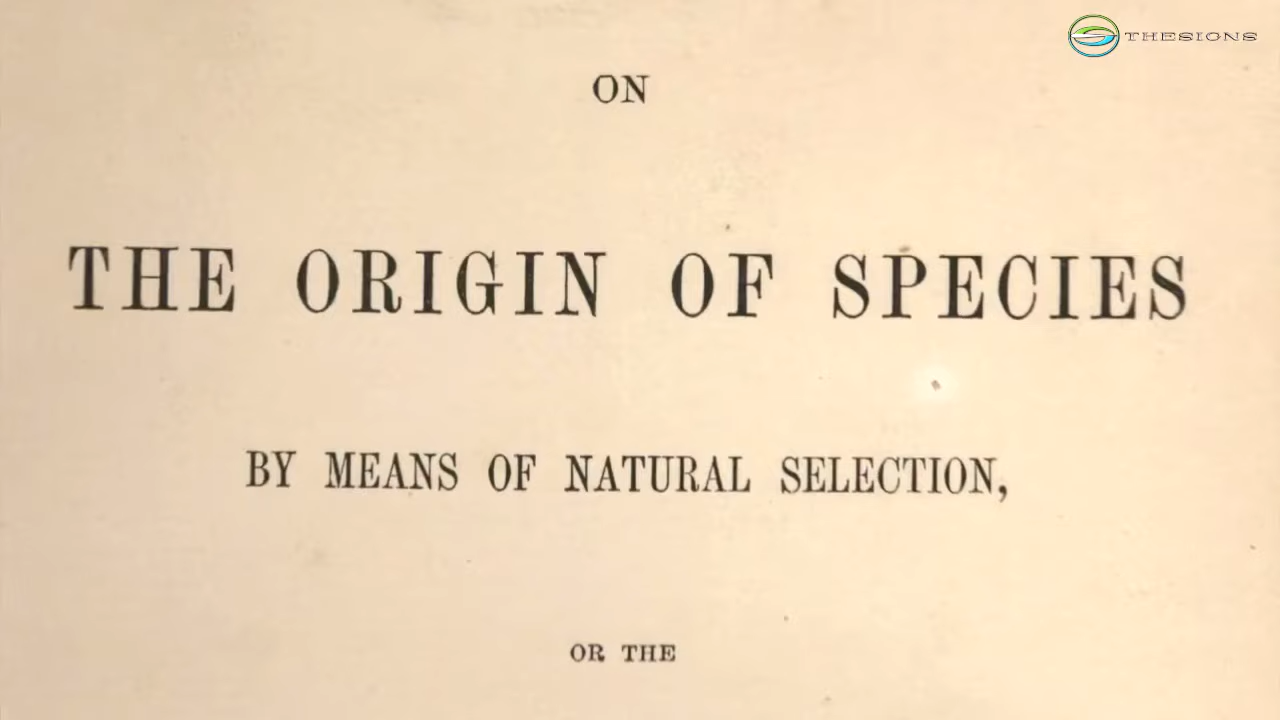 THESIONS
ON
THE ORIGIN OF SPECIES
BY MEANS OF NATURAL SELECTION,
OR THE